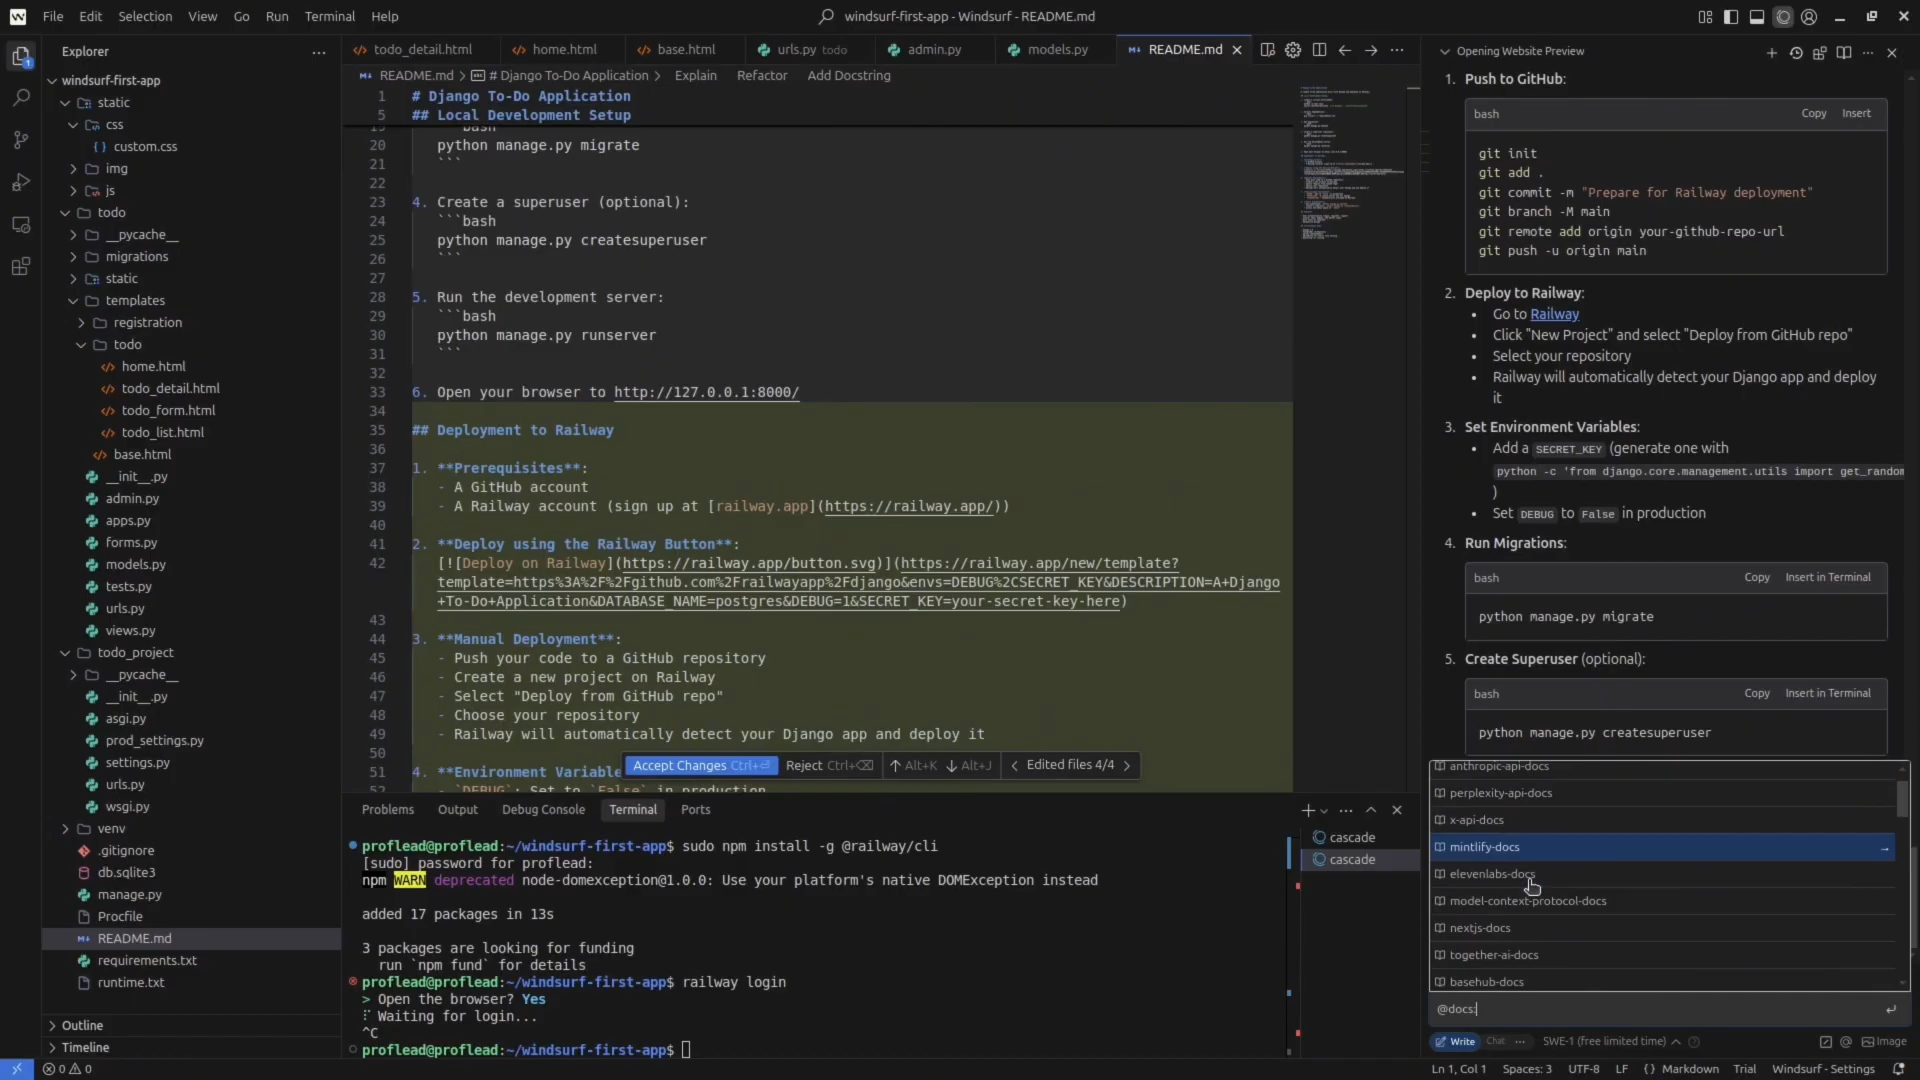 File Edit Selection View Go Run Terminal Help
windsurf-first-app - Windsurf - README.md
Explorer
windsurf-first-app
static
css
custom.css
img
js
todo
__pycache__
migrations
static
templates
registration
todo
home.html
todo_detail.html
todo_form.html
todo_list.html
base.html
__init__.py
admin.py
apps.py
forms.py
models.py
tests.py
urls.py
views.py
todo_project
__pycache__
__init__.py
asgi.py
prod_settings.py
settings.py
urls.py
wsgi.py
venv
.gitignore
db.sqlite3
manage.py
Procfile
README.md
requirements.txt
runtime.txt
Outline
Timeline
todo_detail.html home.html base.html urls.py todo admin.py models.py README.md
README.md > # Django To-Do Application > Explain Refactor Add Docstring
1 # Django To-Do Application
5 ## Local Development Setup
19 ```bash
20 python manage.py migrate
21 ```
22
23 4. Create a superuser (optional):
24 ```bash
25 python manage.py createsuperuser
26 ```
27
28 5. Run the development server:
29 ```bash
30 python manage.py runserver
31 ```
32
33 6. Open your browser to http://127.0.0.1:8000/
34
35 ## Deployment to Railway
36
37 1. **Prerequisites**:
38 - A GitHub account
39 - A Railway account (sign up at [railway.app](https://railway.app/))
40
41 2. **Deploy using the Railway Button**:
42 [![Deploy on Railway](https://railway.app/button.svg)](https://railway.app/new/template?
template=https%3A%2F%2Fgithub.com%2Frailwayapp%2Fdjango&envs=DEBUG%2CSECRET_KEY&DESCRIPTION=A+Django
+To-Do+Application&DATABASE_NAME=postgres&DEBUG=1&SECRET_KEY=your-secret-key-here)
43
44 3. **Manual Deployment**:
45 - Push your code to a GitHub repository
46 - Create a new project on Railway
47 - Select "Deploy from GitHub repo"
48 - Choose your repository
49 - Railway will automatically detect your Django app and deploy it
50
51 4. **Environment Variable
52 - `DEBUG`: Set to `False` in production
Accept Changes Ctrl+⏎ Reject Ctrl+⌫ ↑ Alt+K ↓ Alt+J < Edited files 4/4 >
Problems Output Debug Console Terminal Ports
proflead@proflead:~/windsurf-first-app$ sudo npm install -g @railway/cli
[sudo] password for proflead:
npm WARN deprecated node-domexception@1.0.0: Use your platform's native DOMException instead
added 17 packages in 13s
3 packages are looking for funding
run `npm fund` for details
proflead@proflead:~/windsurf-first-app$ railway login
> Open the browser? Yes
Waiting for login...
^C
proflead@proflead:~/windsurf-first-app$
cascade
cascade
Opening Website Preview
1. Push to GitHub:
bash Copy Insert
git init
git add .
git commit -m "Prepare for Railway deployment"
git branch -M main
git remote add origin your-github-repo-url
git push -u origin main
2. Deploy to Railway:
• Go to Railway
• Click "New Project" and select "Deploy from GitHub repo"
• Select your repository
• Railway will automatically detect your Django app and deploy
it
3. Set Environment Variables:
• Add a SECRET_KEY (generate one with
python -c 'from django.core.management.utils import get_random
)
• Set DEBUG to False in production
4. Run Migrations:
bash Copy Insert in Terminal
python manage.py migrate
5. Create Superuser (optional):
bash Copy Insert in Terminal
python manage.py createsuperuser
anthropic-api-docs
perplexity-api-docs
x-api-docs
mintlify-docs →
elevenlabs-docs
model-context-protocol-docs
nextjs-docs
together-ai-docs
basehub-docs
@docs:
Write Chat ··· SWE-1 (free limited time) Image
0 0 Ln 1, Col 1 Spaces: 3 UTF-8 LF {} Markdown Trial Windsurf - Settings